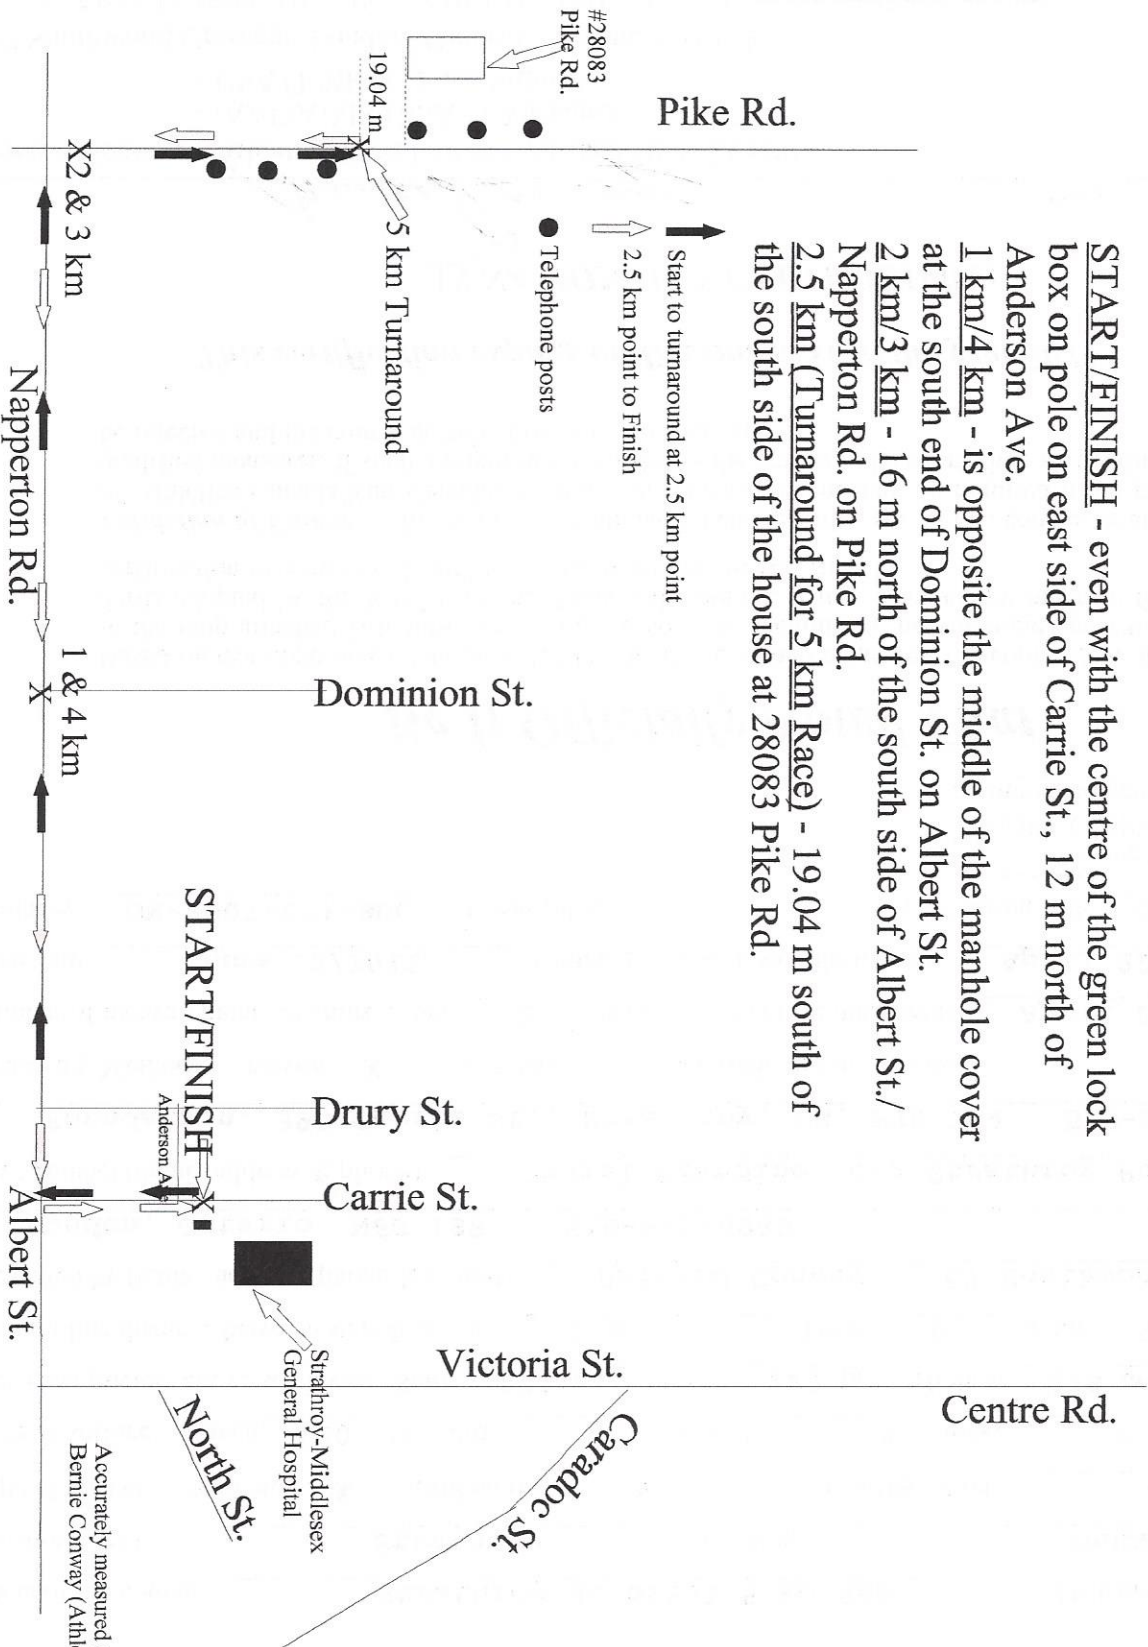 START/FINISH - even with the centre of the green lock
box on pole on east side of Carrie St., 12 m north of
Anderson Ave.
1 km/4 km - is opposite the middle of the manhole cover
at the south end of Dominion St. on Albert St.
2 km/3 km - 16 m north of the south side of Albert St./
Napperton Rd. on Pike Rd.
2.5 km (Turnaround for 5 km Race) - 19.04 m south of
the south side of the house at 28083 Pike Rd.
Start to turnaround at 2.5 km point
2.5 km point to Finish
Telephone posts
#28083
Pike Rd.
19.04 m
Pike Rd.
X
5 km Turnaround
X2 & 3 km
Napperton Rd.
1 & 4 km
X
Dominion St.
START/FINISH
X
Drury St.
Anderson Ave
Carrie St.
Albert St.
Strathroy-Middlesex
General Hospital
Victoria St.
Centre Rd.
North St.
Caradoc St.
Accurately measured
Bernie Conway (Athl